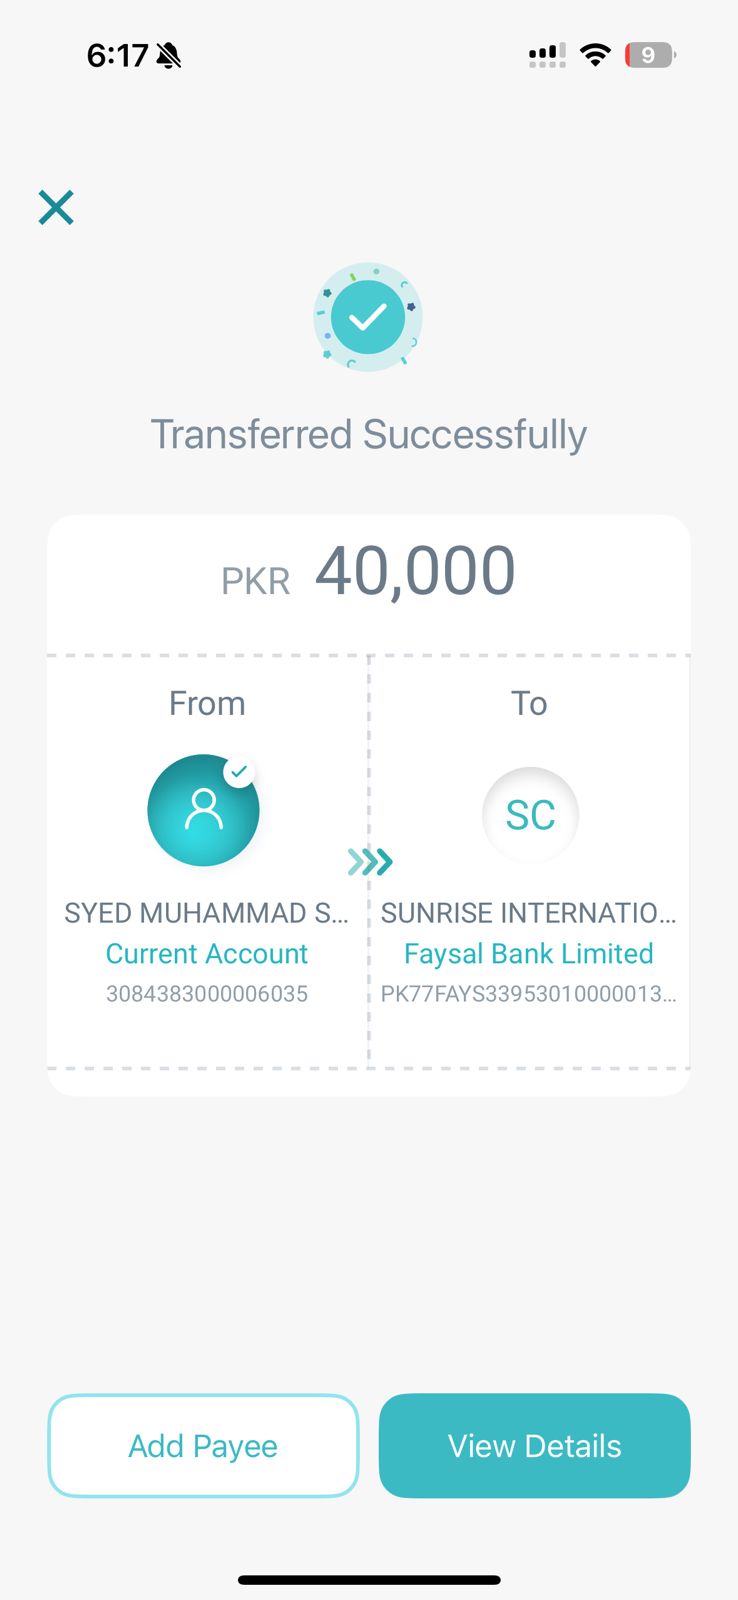 6:17
9
Transferred Successfully
PKR 40,000
From
To
SC
SYED MUHAMMAD S...
SUNRISE INTERNATIO...
Current Account
Faysal Bank Limited
3084383000006035
PK77FAYS33953010000013...
Add Payee
View Details